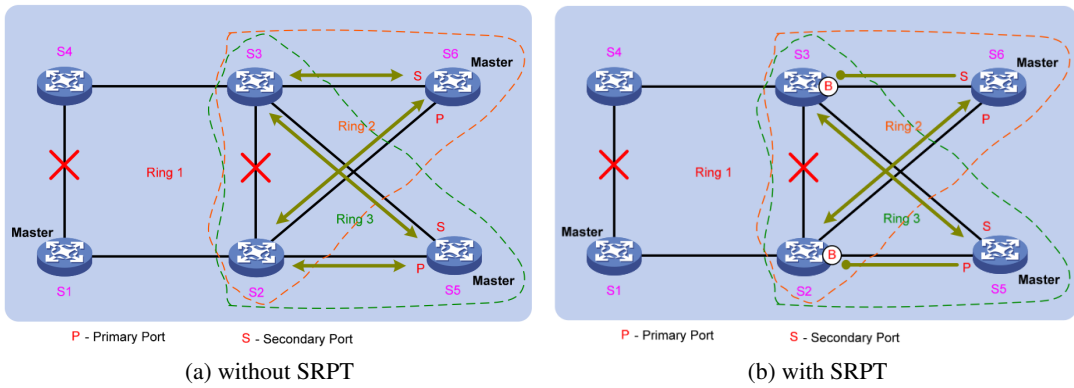 S4
S3
S6
Master
S
P
Ring 2
Ring 1
Ring 3
Master
S
P
Master
S1
S2
S5
P - Primary Port
S - Secondary Port
(a) without SRPT
S4
S3
S6
Master
B
S
P
Ring 2
Ring 1
Ring 3
Master
S
B
P
Master
S1
S2
S5
P - Primary Port
S - Secondary Port
(b) with SRPT